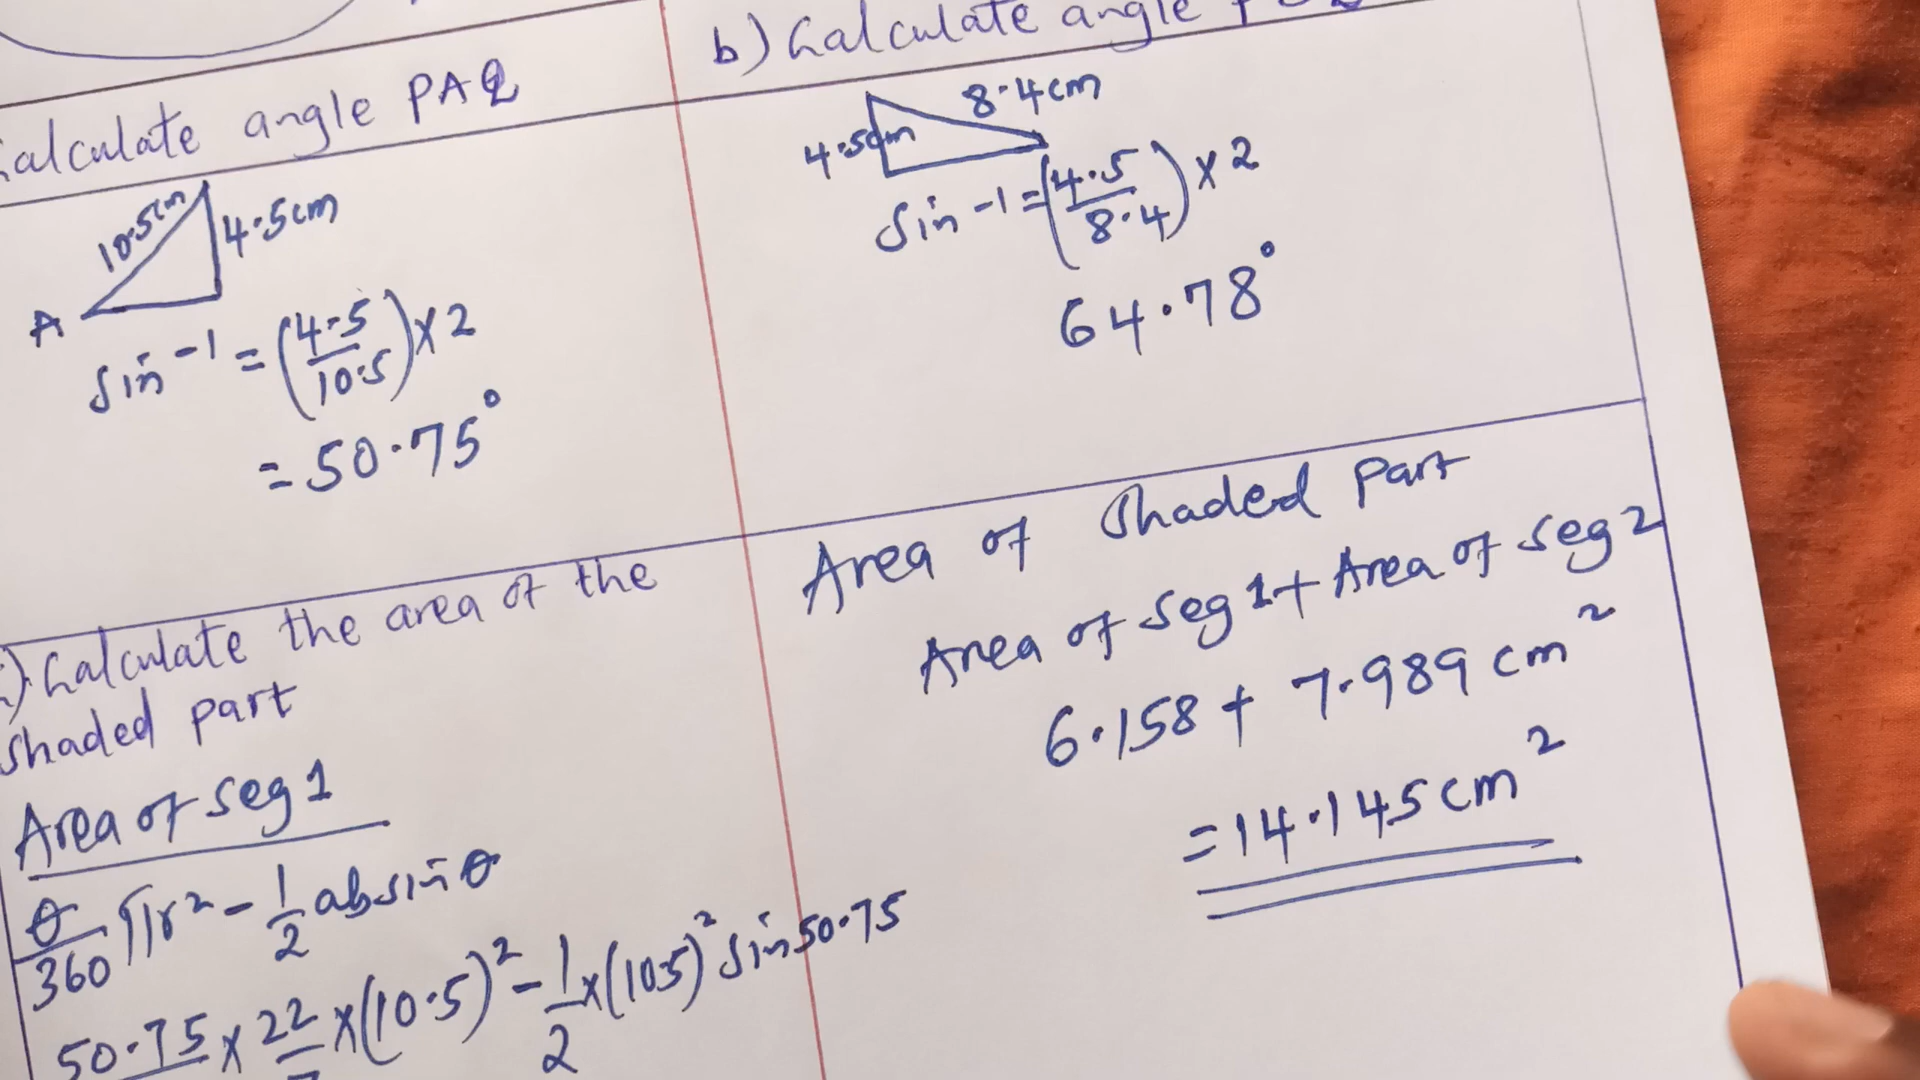 Calculate angle PAQ
10.5cm
4.5cm
A
sin⁻¹ = (4.5/10.5) × 2
= 50.75°
b) Calculate angle
8.4cm
4.5cm
sin -1 = (4.5/8.4) × 2
64.78°
Calculate the area of the
shaded part
Area of seg 1
θ/360 πr² - 1/2 ab sin θ
50.75 × 22 × (10.5)² - 1/2 × (10.5)² sin 50.75
Area of shaded part
Area of seg 1 + Area of seg 2
6.158 + 7.989 cm²
= 14.145 cm²